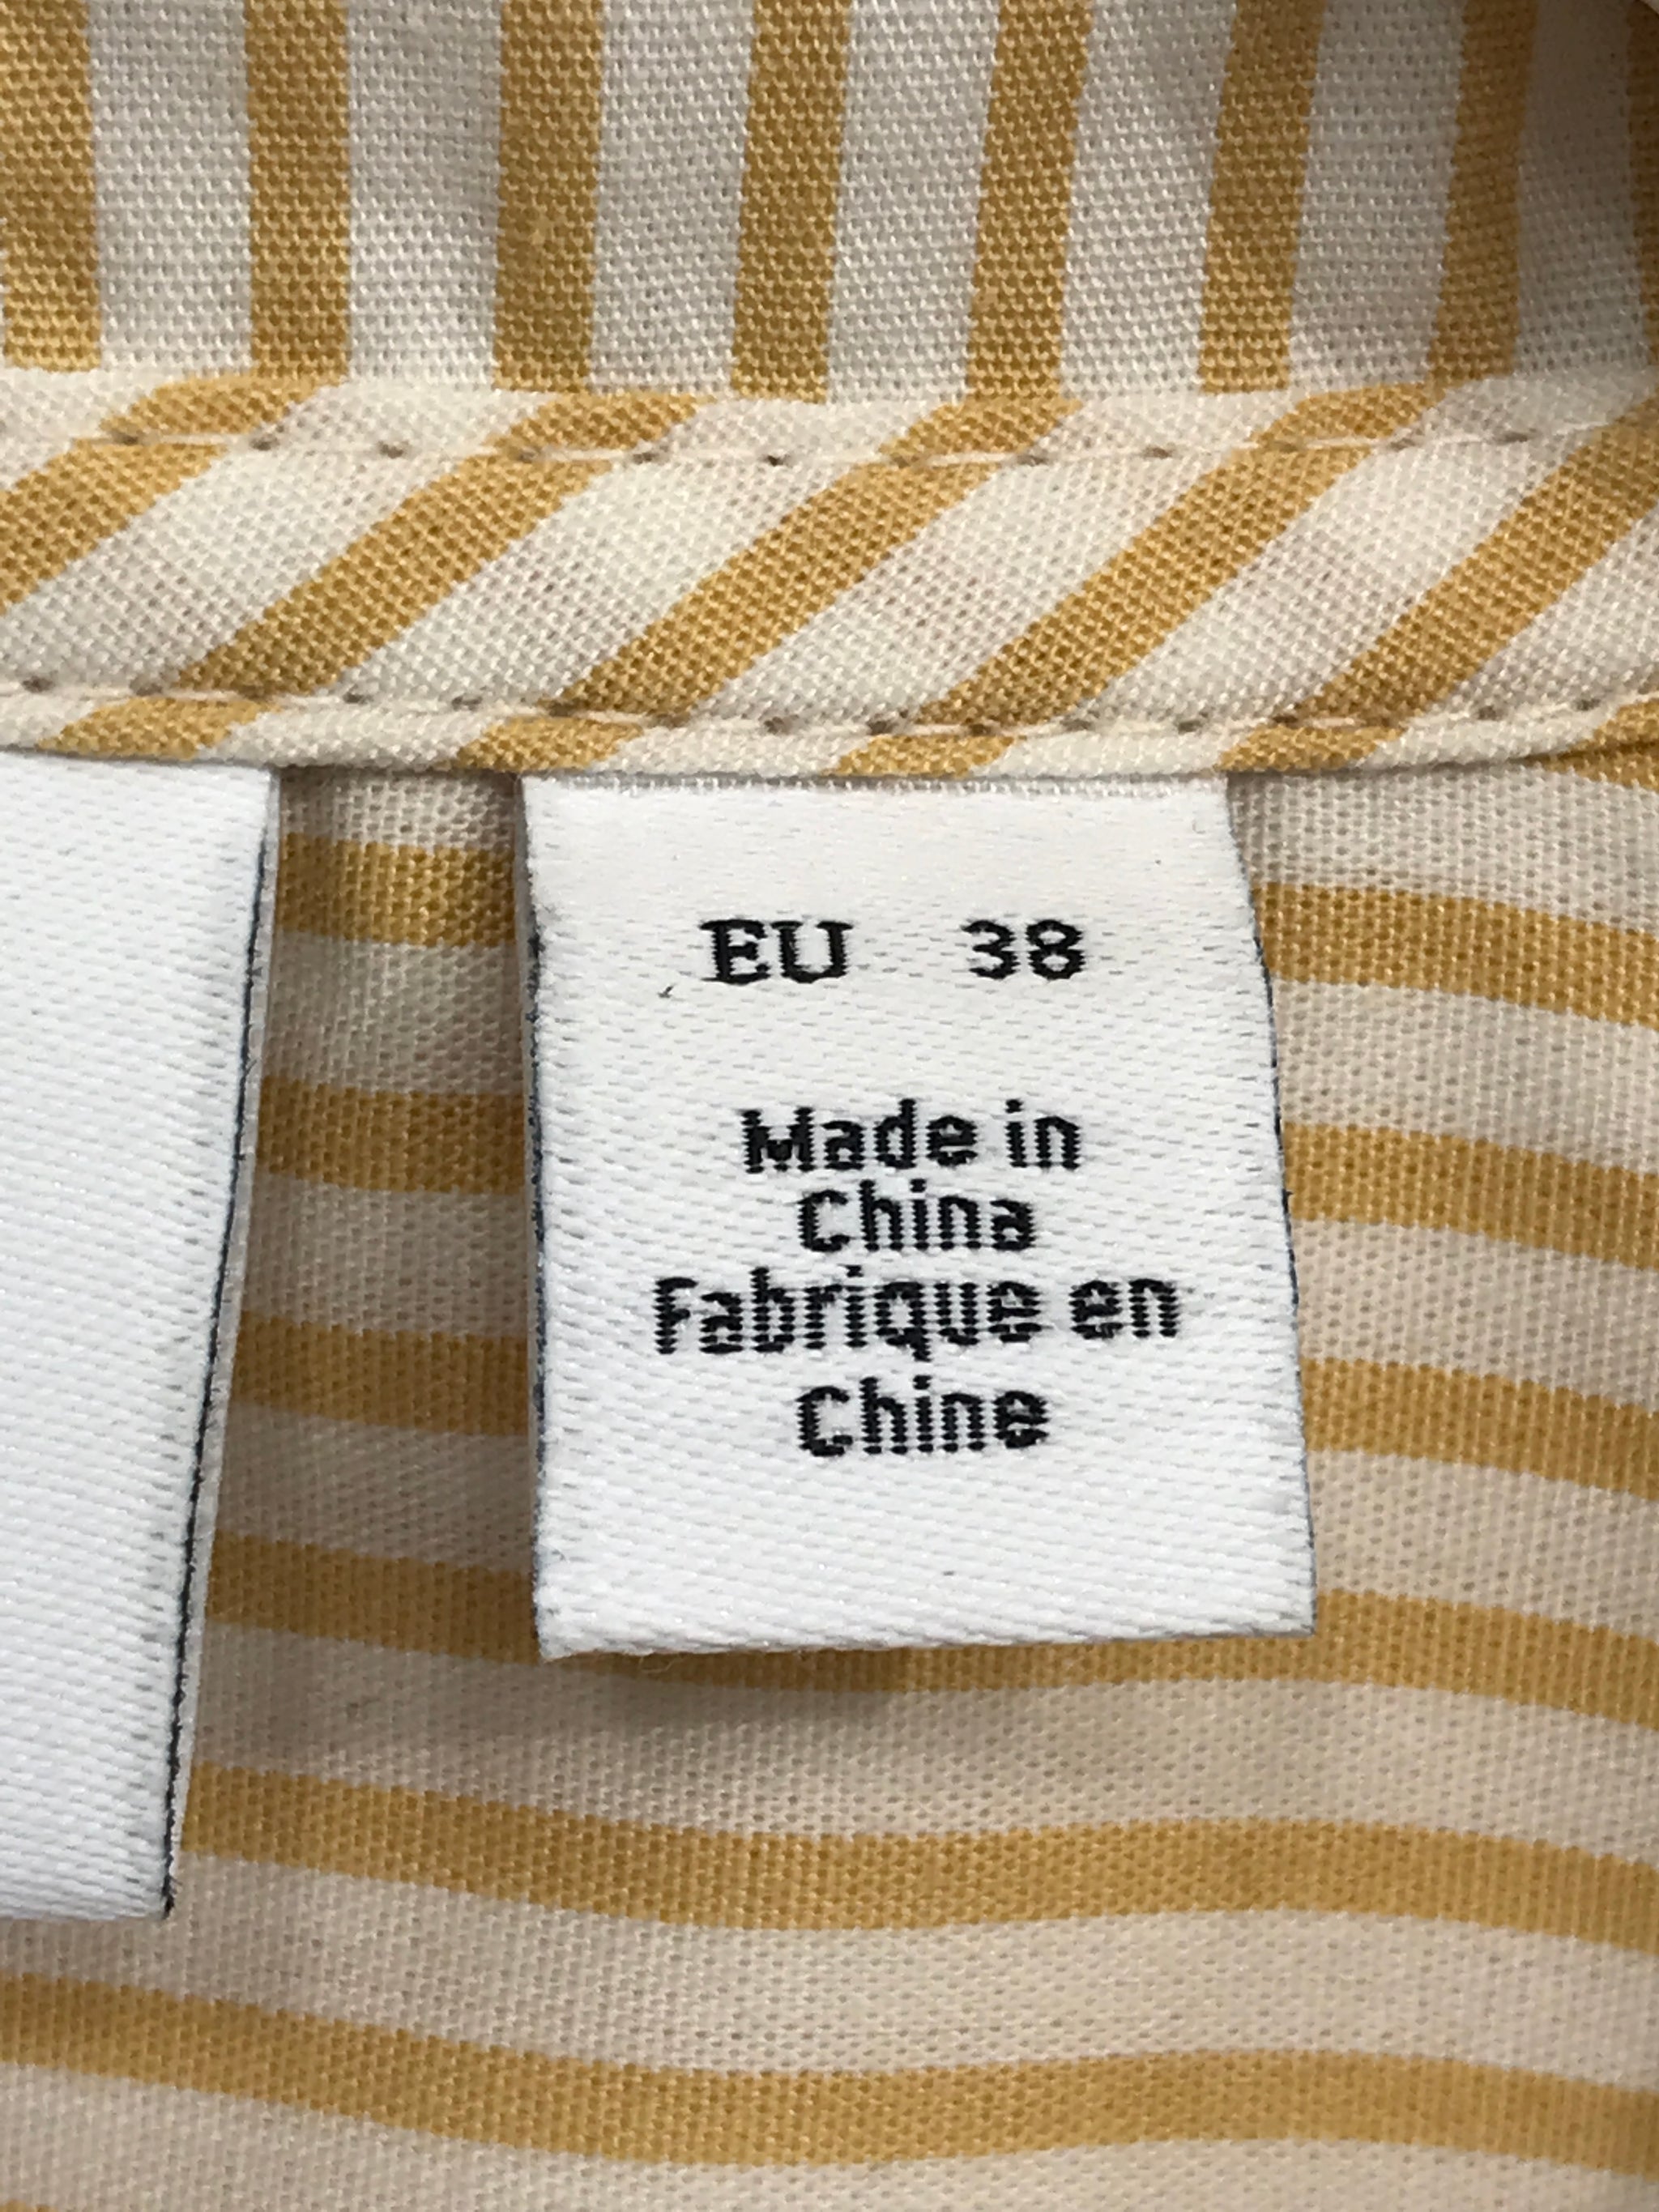 EU 38
Made in
China
Fabrique en
Chine